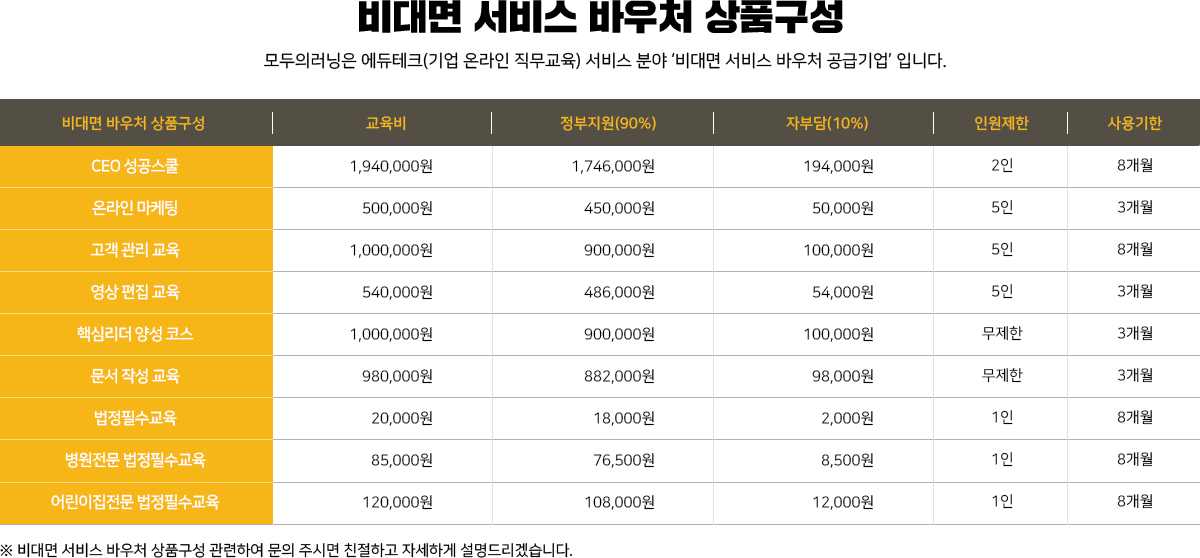 비대면 서비스 바우처 상품구성
모두의러닝은 에듀테크(기업 온라인 직무교육) 서비스 분야 ‘비대면 서비스 바우처 공급기업’ 입니다.
비대면 바우처 상품구성 교육비 정부지원(90%) 자부담(10%) 인원제한 사용기한
CEO 성공스쿨 1,940,000원 1,746,000원 194,000원 2인 8개월
온라인 마케팅 500,000원 450,000원 50,000원 5인 3개월
고객 관리 교육 1,000,000원 900,000원 100,000원 5인 8개월
영상 편집 교육 540,000원 486,000원 54,000원 5인 3개월
핵심리더 양성 코스 1,000,000원 900,000원 100,000원 무제한 3개월
문서 작성 교육 980,000원 882,000원 98,000원 무제한 3개월
법정필수교육 20,000원 18,000원 2,000원 1인 8개월
병원전문 법정필수교육 85,000원 76,500원 8,500원 1인 8개월
어린이집전문 법정필수교육 120,000원 108,000원 12,000원 1인 8개월
※ 비대면 서비스 바우처 상품구성 관련하여 문의 주시면 친절하고 자세하게 설명드리겠습니다.